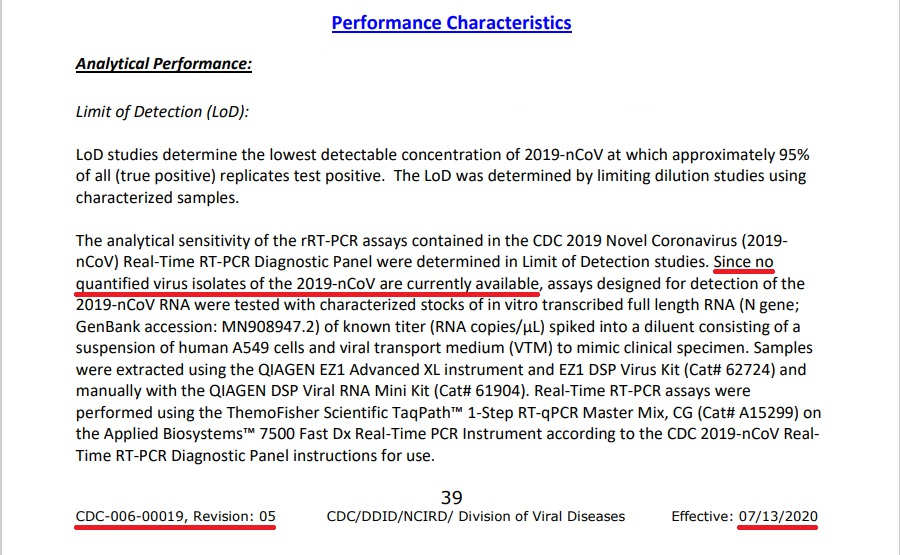 Performance Characteristics
Analytical Performance:
Limit of Detection (LoD):
LoD studies determine the lowest detectable concentration of 2019-nCoV at which approximately 95%
of all (true positive) replicates test positive.  The LoD was determined by limiting dilution studies using
characterized samples.
The analytical sensitivity of the rRT-PCR assays contained in the CDC 2019 Novel Coronavirus (2019-
nCoV) Real-Time RT-PCR Diagnostic Panel were determined in Limit of Detection studies. Since no
quantified virus isolates of the 2019-nCoV are currently available, assays designed for detection of the
2019-nCoV RNA were tested with characterized stocks of in vitro transcribed full length RNA (N gene;
GenBank accession: MN908947.2) of known titer (RNA copies/µL) spiked into a diluent consisting of a
suspension of human A549 cells and viral transport medium (VTM) to mimic clinical specimen. Samples
were extracted using the QIAGEN EZ1 Advanced XL instrument and EZ1 DSP Virus Kit (Cat# 62724) and
manually with the QIAGEN DSP Viral RNA Mini Kit (Cat# 61904). Real-Time RT-PCR assays were
performed using the ThemoFisher Scientific TaqPath™ 1-Step RT-qPCR Master Mix, CG (Cat# A15299) on
the Applied Biosystems™ 7500 Fast Dx Real-Time PCR Instrument according to the CDC 2019-nCoV Real-
Time RT-PCR Diagnostic Panel instructions for use.
39
CDC-006-00019, Revision: 05 CDC/DDID/NCIRD/ Division of Viral Diseases Effective: 07/13/2020